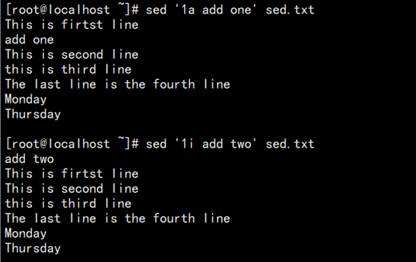 [root@localhost ~]# sed '1a add one' sed.txt
This is firtst line
add one
This is second line
this is third line
The last line is the fourth line
Monday
Thursday
[root@localhost ~]# sed '1i add two' sed.txt
add two
This is firtst line
This is second line
this is third line
The last line is the fourth line
Monday
Thursday